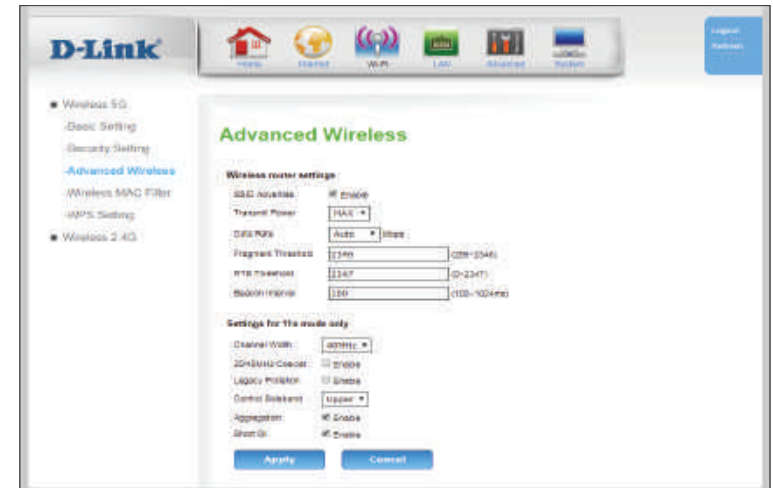 D-Link
Home
Internet
Wi-Fi
LAN
Advanced
System
Logout
Wireless 5G
-Basic Setting
-Security Setting
-Advanced Wireless
-Wireless MAC Filter
-WPS Setting
Wireless 2.4G
Advanced Wireless
Wireless router settings
SSID Advertise Enable
Transmit Power MAX
Data Rate Auto Mbps
Fragment Threshold 2346 (256~2346)
RTS Threshold 2347 (0~2347)
Beacon Interval 100 (100~1024ms)
Settings for 11n mode only
Channel Width 40MHz
20/40MHz Coexist Enable
Legacy Protection Enable
Control Sideband Upper
Aggregation Enable
Short GI Enable
Apply Cancel